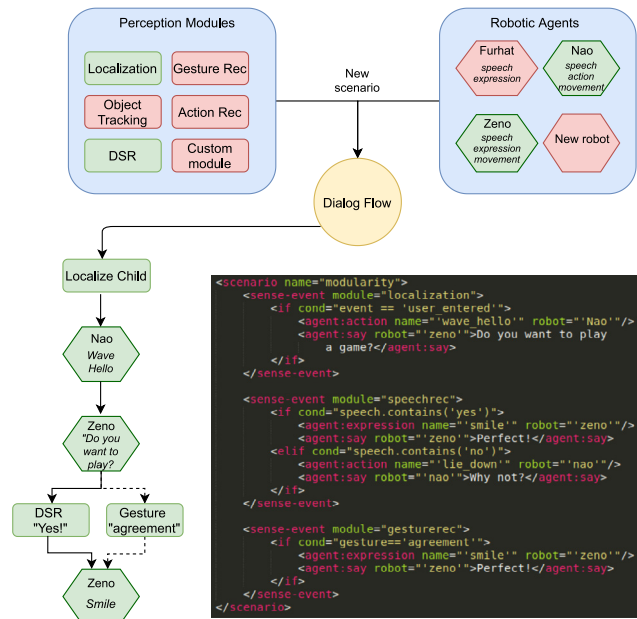 Perception Modules
Localization
Gesture Rec
Object
Tracking
Action Rec
DSR
Custom
module
New
scenario
Robotic Agents
Furhat
speech
expression
Nao
speech
action
movement
Zeno
speech
expression
movement
New robot
Dialog Flow
Localize Child
Nao
Wave
Hello
Zeno
"Do you
want to
play?
DSR
"Yes!"
Gesture
"agreement"
Zeno
Smile
<scenario name="modularity">
<sense-event module="localization">
<if cond="event == 'user_entered'">
<agent:action name="'wave_hello'" robot="'Nao'"/>
<agent:say robot="'zeno'">Do you want to play
a game?</agent:say>
</if>
</sense-event>
<sense-event module="speechrec">
<if cond="speech.contains('yes')">
<agent:expression name="'smile'" robot="'zeno'"/>
<agent:say robot="'zeno'">Perfect!</agent:say>
<elif cond="speech.contains('no')">
<agent:action name="'lie_down'" robot="'nao'"/>
<agent:say robot="'nao'">Why not?</agent:say>
</if>
</sense-event>
<sense-event module="gesturerec">
<if cond="gesture=='agreement'">
<agent:expression name="'smile'" robot="'zeno'"/>
<agent:say robot="'zeno'">Perfect!</agent:say>
</if>
</sense-event>
</scenario>